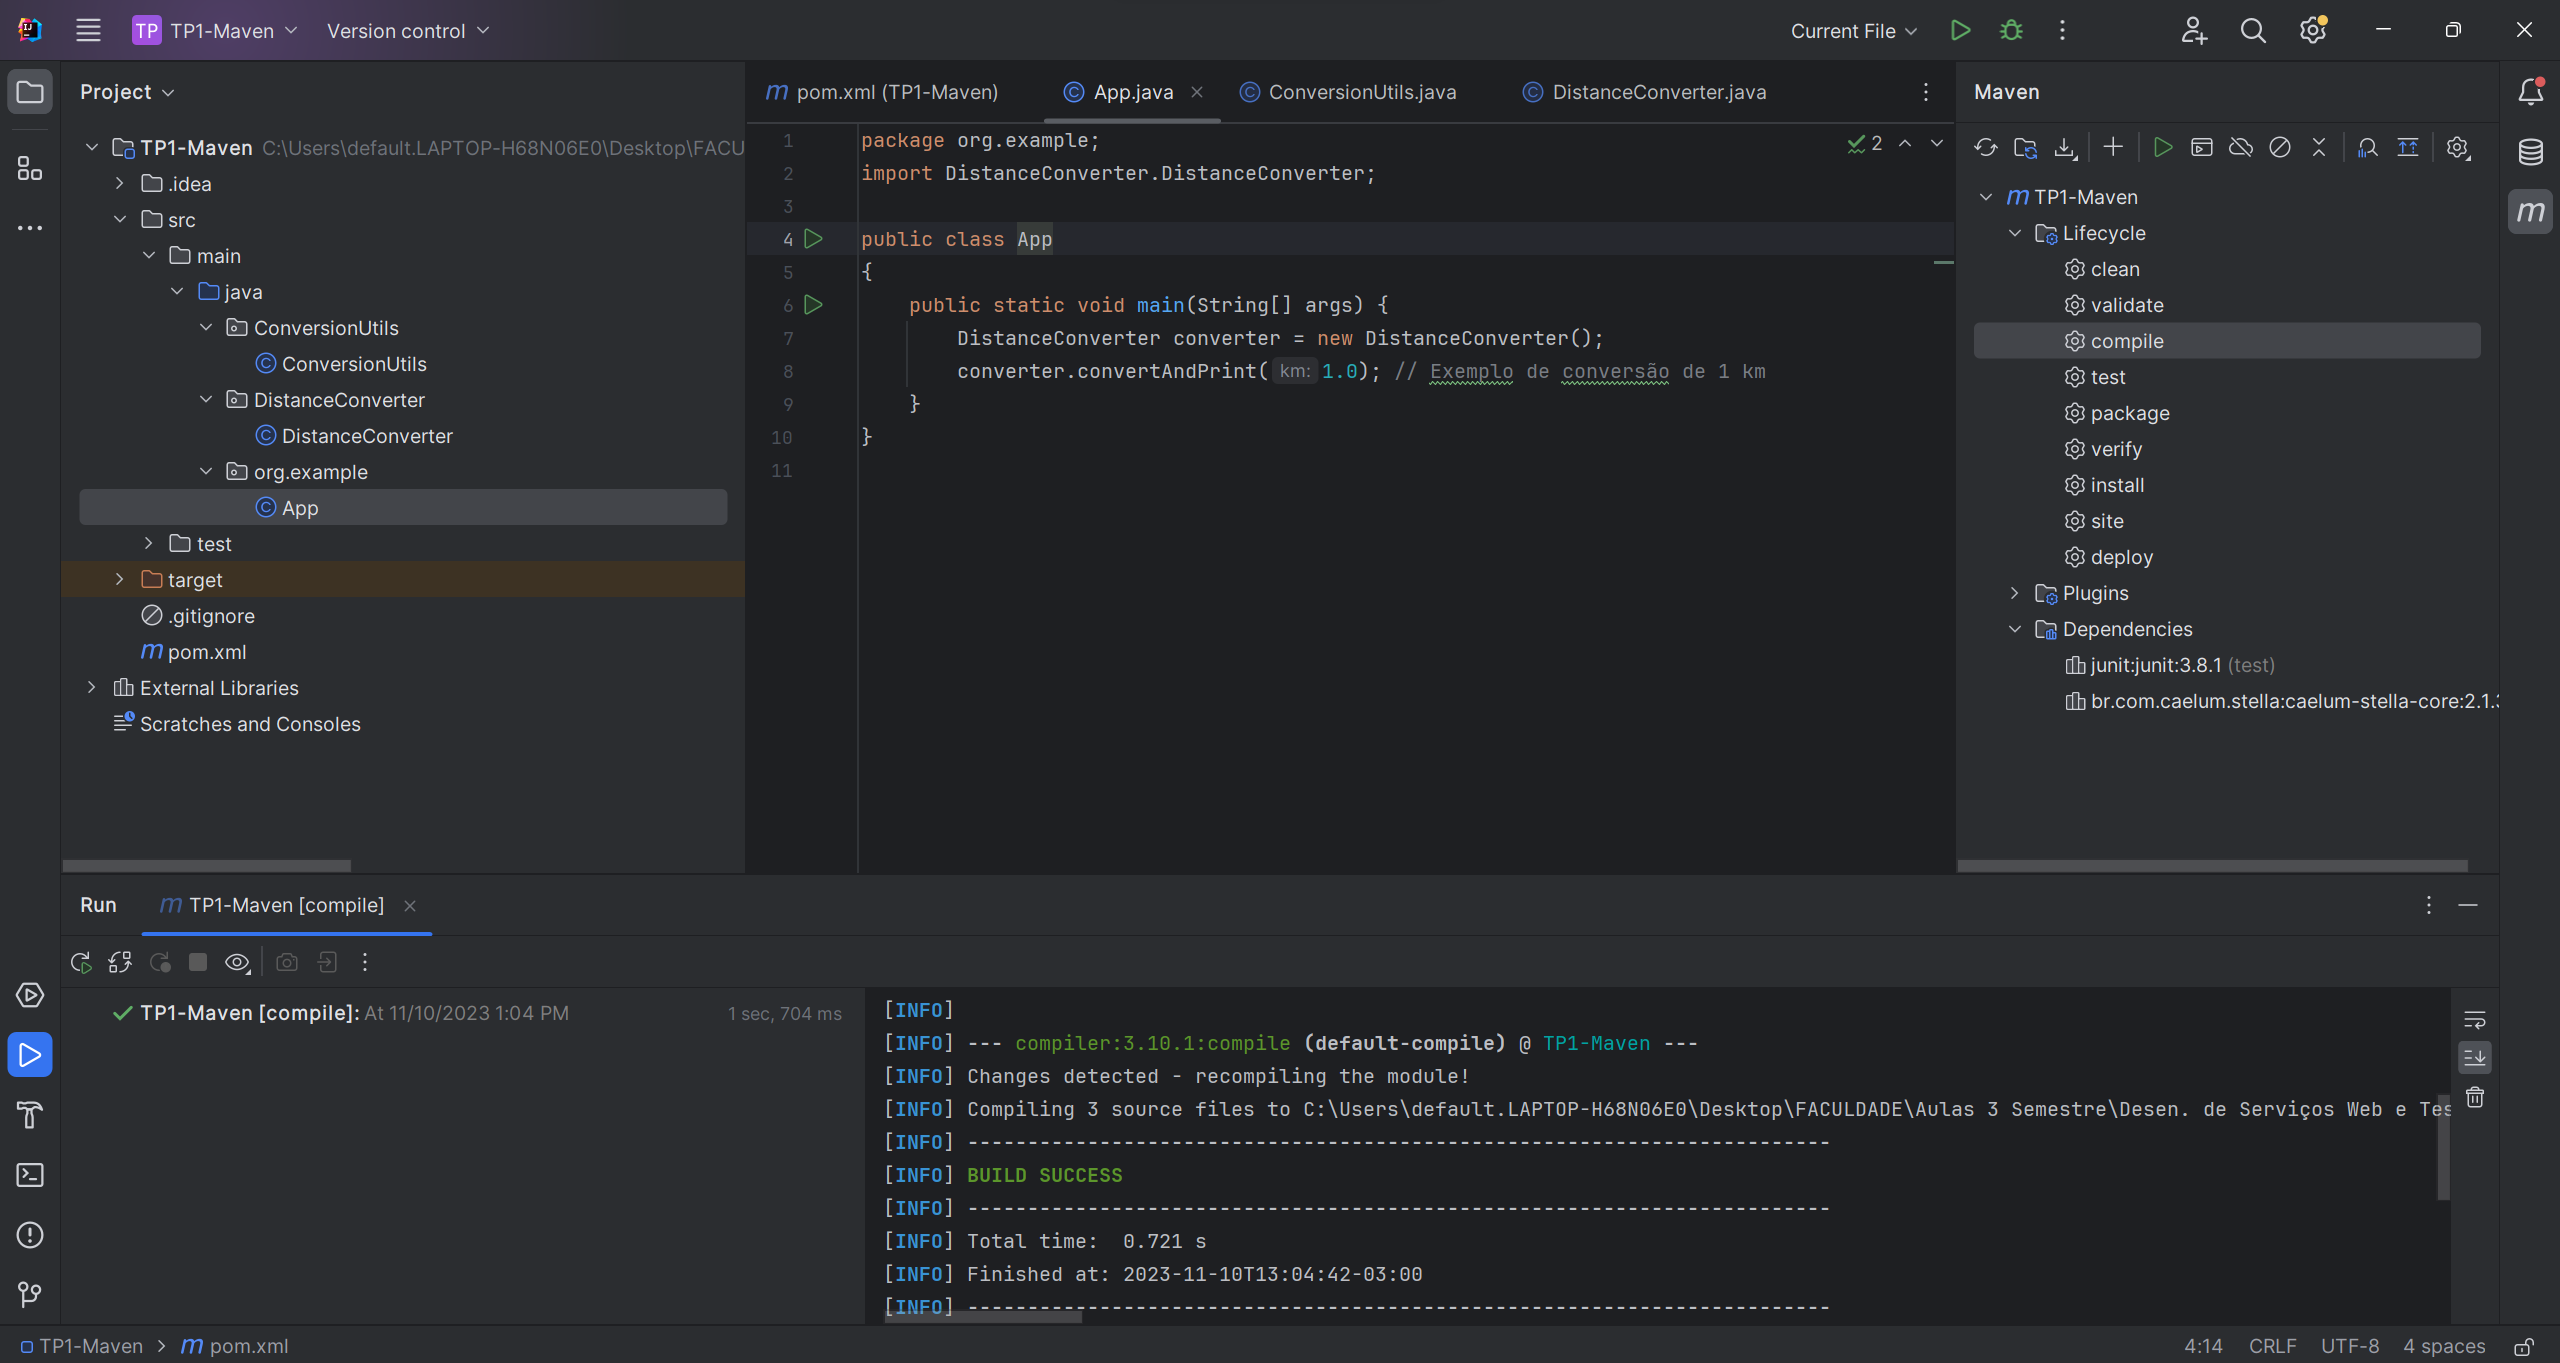 TP TP1-Maven Version control Current File
Project
TP1-Maven C:\Users\default.LAPTOP-H68N06E0\Desktop\FACU
.idea
src
main
java
ConversionUtils
ConversionUtils
DistanceConverter
DistanceConverter
org.example
App
test
target
.gitignore
m pom.xml
External Libraries
Scratches and Consoles
m pom.xml (TP1-Maven) App.java ConversionUtils.java DistanceConverter.java
2
1 package org.example;
2 import DistanceConverter.DistanceConverter;
3
4 public class App
5 {
6 public static void main(String[] args) {
7 DistanceConverter converter = new DistanceConverter();
8 converter.convertAndPrint( km: 1.0); // Exemplo de conversão de 1 km
9 }
10 }
11
Maven
m TP1-Maven
Lifecycle
clean
validate
compile
test
package
verify
install
site
deploy
Plugins
Dependencies
junit:junit:3.8.1 (test)
br.com.caelum.stella:caelum-stella-core:2.1.
m
Run m TP1-Maven [compile]
TP1-Maven [compile]: At 11/10/2023 1:04 PM 1 sec, 704 ms
[INFO]
[INFO] --- compiler:3.10.1:compile (default-compile) @ TP1-Maven ---
[INFO] Changes detected - recompiling the module!
[INFO] Compiling 3 source files to C:\Users\default.LAPTOP-H68N06E0\Desktop\FACULDADE\Aulas 3 Semestre\Desen. de Serviços Web e Tes
[INFO] ------------------------------------------------------------------------
[INFO] BUILD SUCCESS
[INFO] ------------------------------------------------------------------------
[INFO] Total time:  0.721 s
[INFO] Finished at: 2023-11-10T13:04:42-03:00
[INFO] ------------------------------------------------------------------------
TP1-Maven > m pom.xml 4:14 CRLF UTF-8 4 spaces